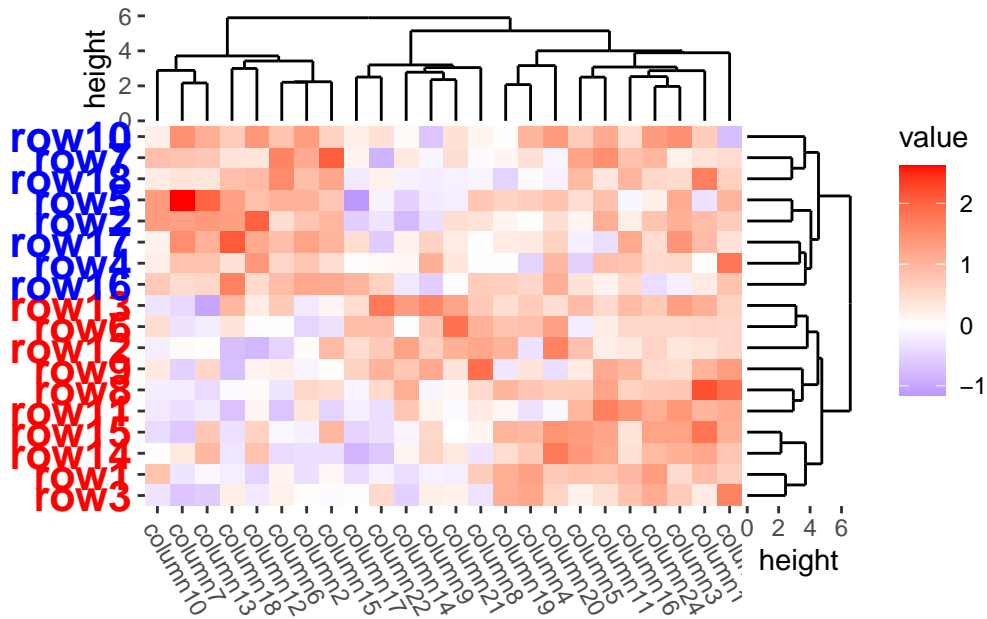 6
4
2
0
height
row10
row7
row18
row5
row2
row17
row4
row16
row13
row6
row12
row9
row8
row11
row15
row14
row1
row3
column10
column7
column13
column18
column12
column6
column2
column15
column17
column22
column14
column9
column21
column8
column19
column4
column20
column5
column11
column16
column24
column3
0 2 4 6
height
value
2
1
0
−1